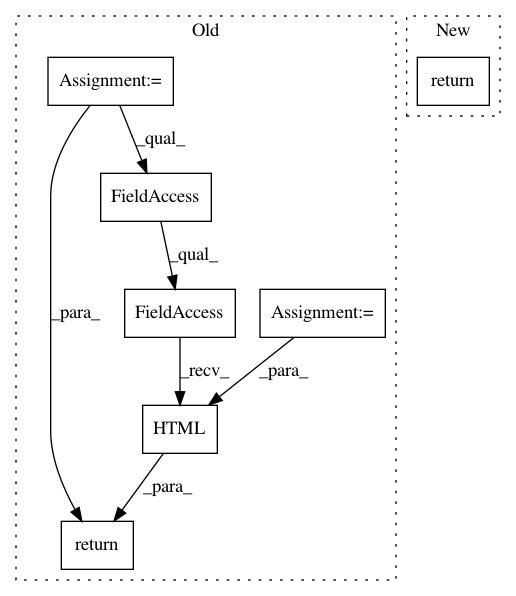 Old
New
Assignment:=
return
_qual_
FieldAccess
_qual_
_para_
FieldAccess
Assignment:=
_recv_
_para_
HTML
_para_
return